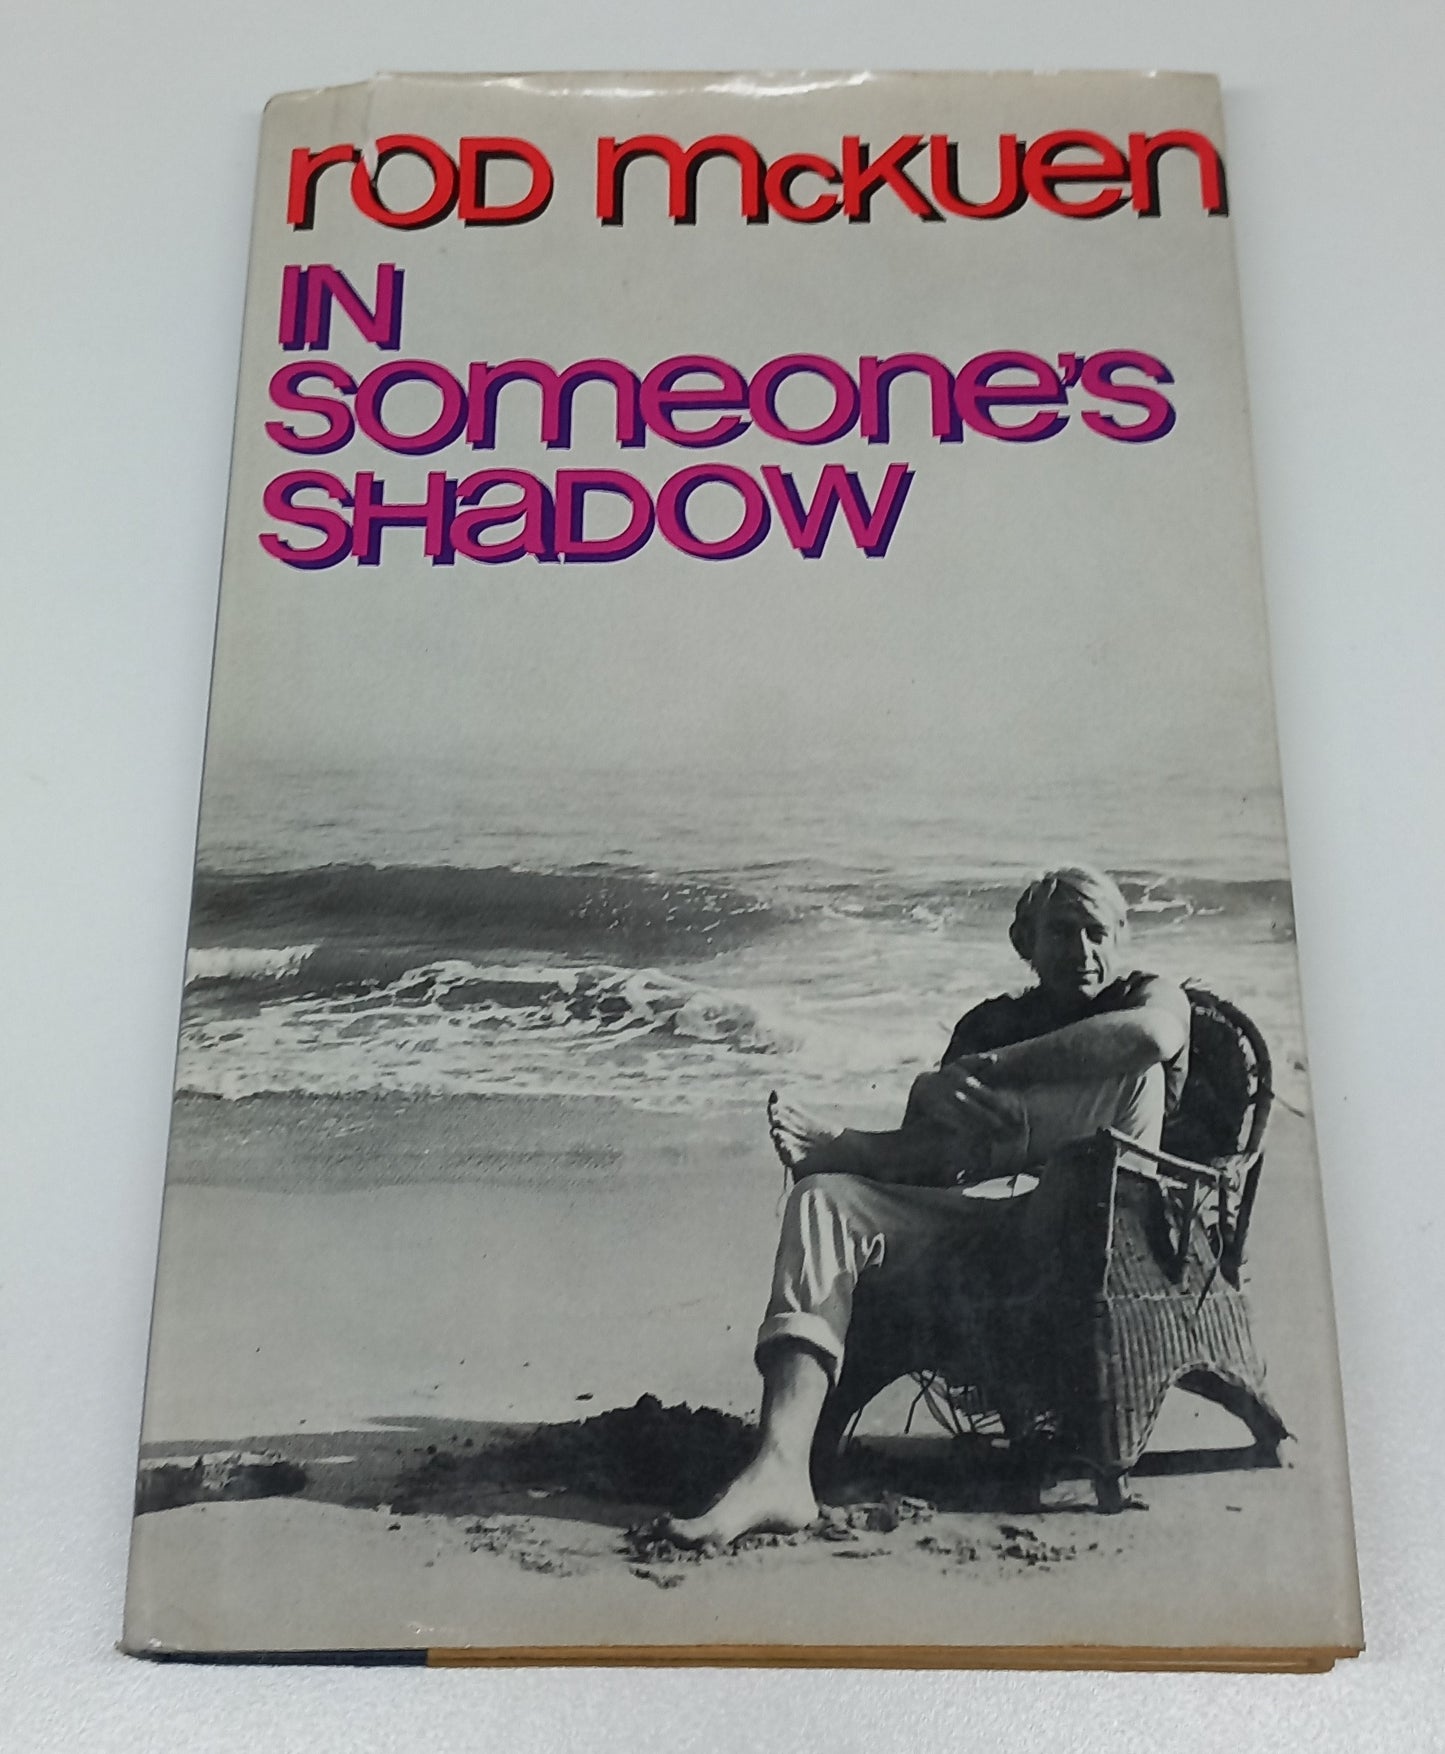 ROD McKUEN
IN
SOMEONE'S
SHADOW